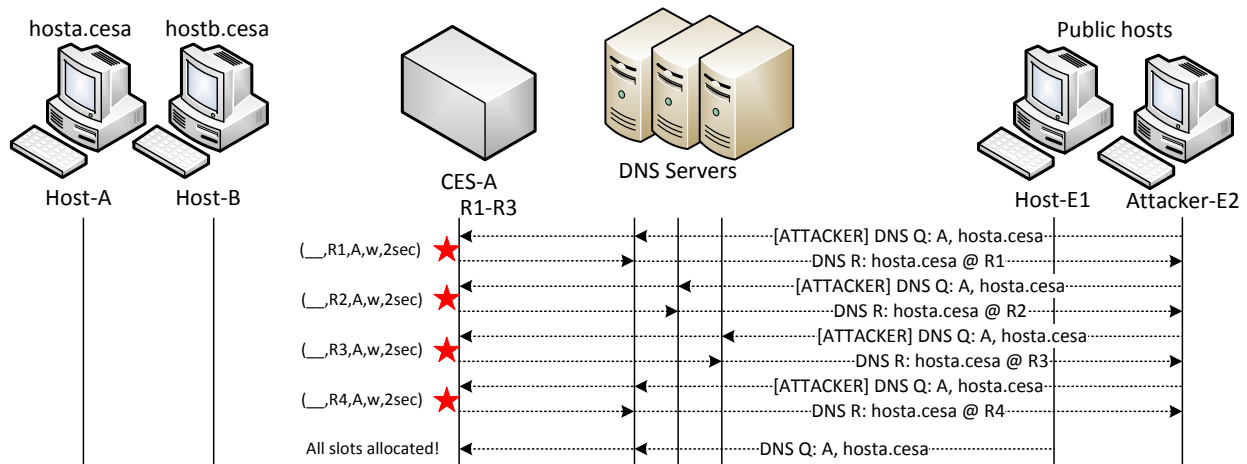 hosta.cesa hostb.cesa
Public hosts
DNS Servers
Host-A Host-B CES-A Host-E1 Attacker-E2
R1-R3
[ATTACKER] DNS Q: A, hosta.cesa
(__,R1,A,w,2sec)
DNS R: hosta.cesa @ R1
[ATTACKER] DNS Q: A, hosta.cesa
(__,R2,A,w,2sec)
DNS R: hosta.cesa @ R2
[ATTACKER] DNS Q: A, hosta.cesa
(__,R3,A,w,2sec)
DNS R: hosta.cesa @ R3
[ATTACKER] DNS Q: A, hosta.cesa
(__,R4,A,w,2sec)
DNS R: hosta.cesa @ R4
All slots allocated! DNS Q: A, hosta.cesa